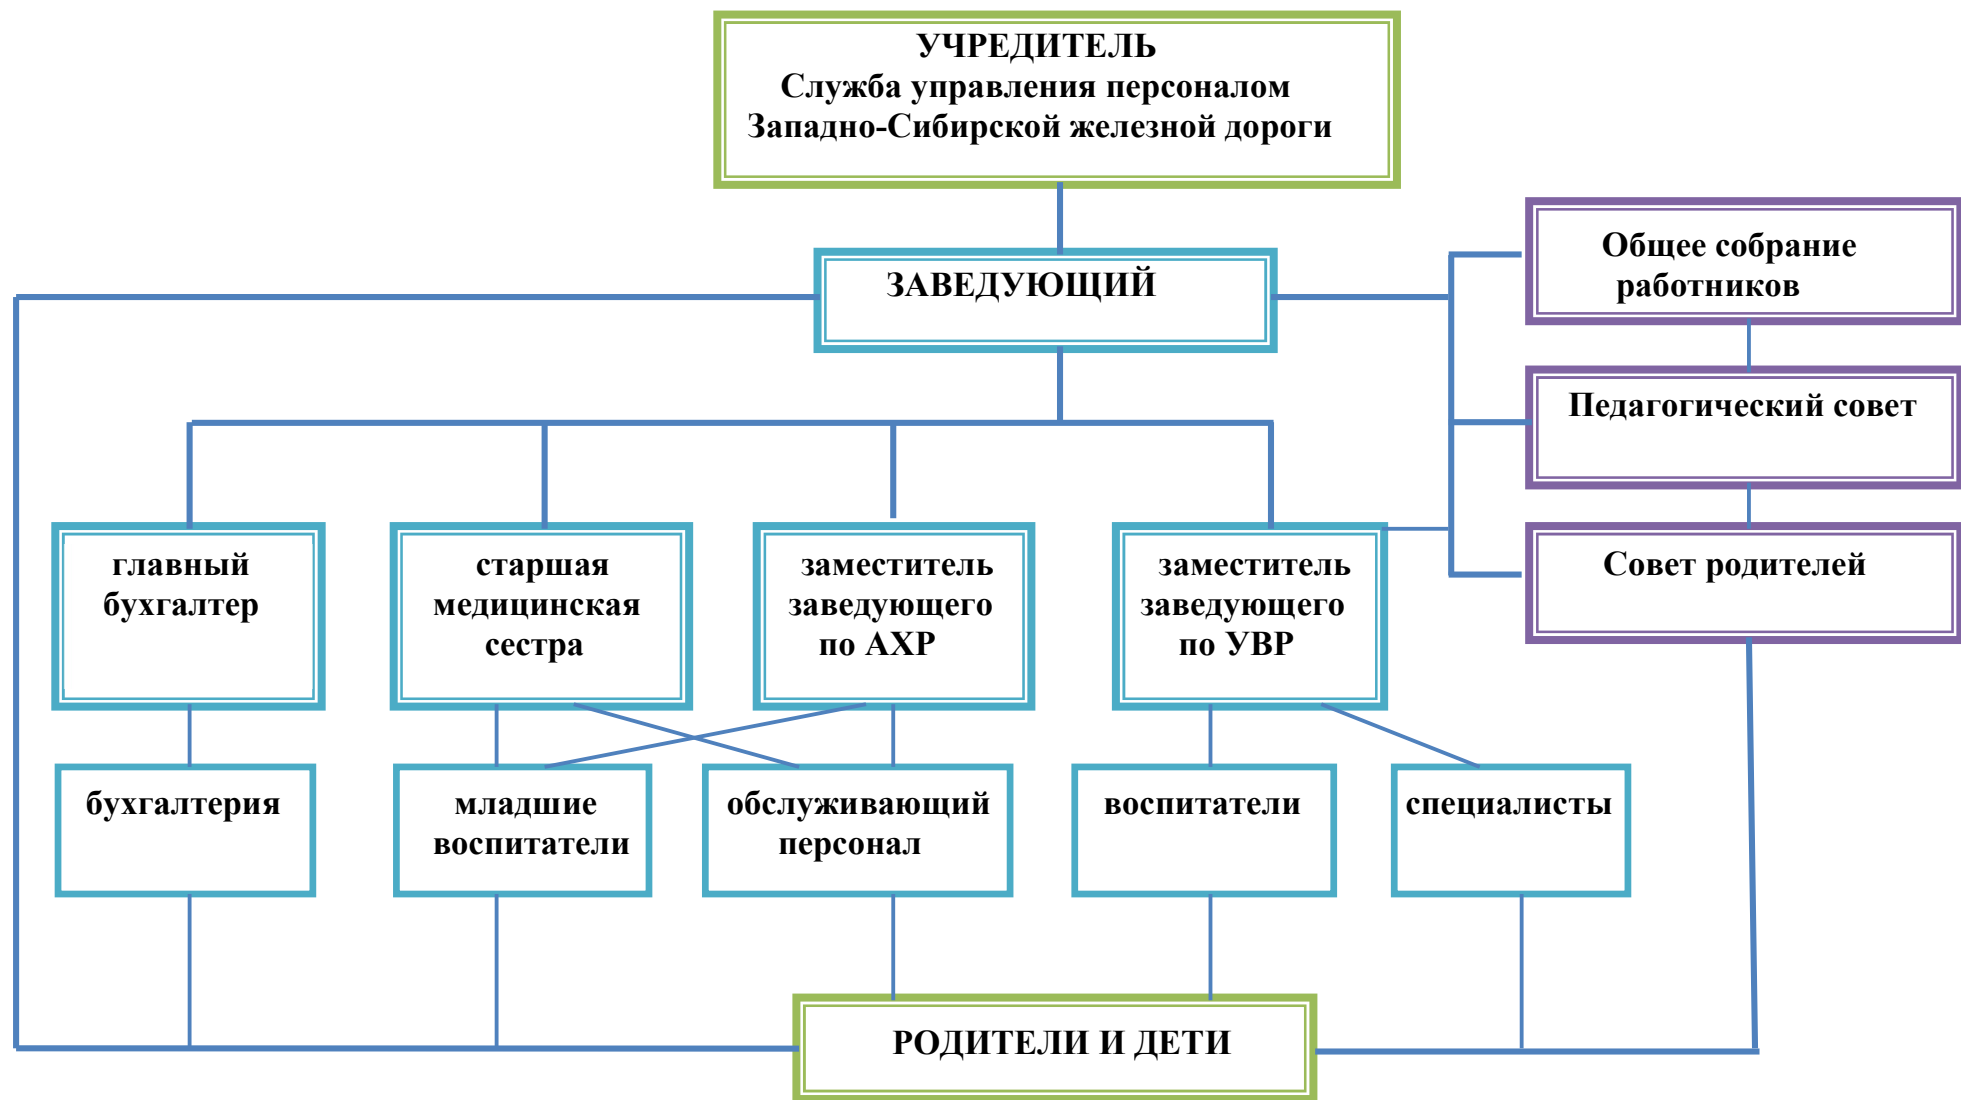 УЧРЕДИТЕЛЬ
Служба управления персоналом
Западно-Сибирской железной дороги
ЗАВЕДУЮЩИЙ
Общее собрание
работников
Педагогический совет
Совет родителей
главный
бухгалтер
старшая
медицинская
сестра
заместитель
заведующего
по АХР
заместитель
заведующего
по УВР
бухгалтерия
младшие
воспитатели
обслуживающий
персонал
воспитатели
специалисты
РОДИТЕЛИ И ДЕТИ